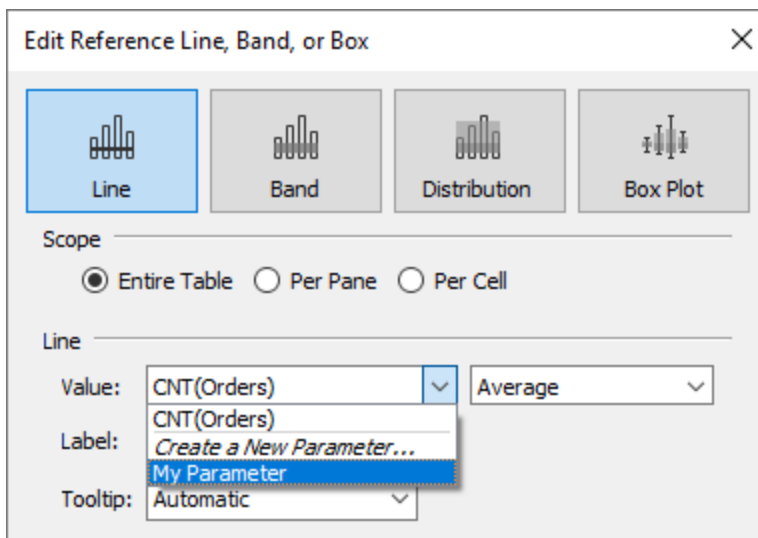 Edit Reference Line, Band, or Box
Line
Band
Distribution
Box Plot
Scope
Entire Table
Per Pane
Per Cell
Line
Value:
CNT(Orders)
Average
CNT(Orders)
Label:
Create a New Parameter...
My Parameter
Tooltip:
Automatic